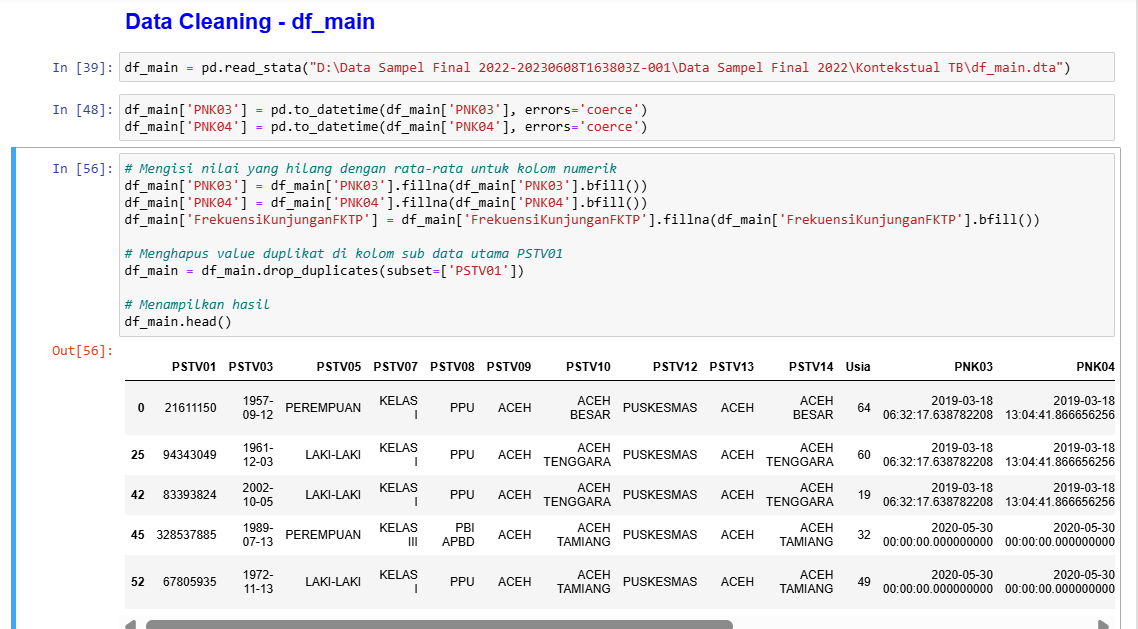 Data Cleaning - df_main
In [39]: df_main = pd.read_stata("D:\Data Sampel Final 2022-20230608T163803Z-001\Data Sampel Final 2022\Kontekstual TB\df_main.dta")
In [48]: df_main['PNK03'] = pd.to_datetime(df_main['PNK03'], errors='coerce')
df_main['PNK04'] = pd.to_datetime(df_main['PNK04'], errors='coerce')
In [56]: # Mengisi nilai yang hilang dengan rata-rata untuk kolom numerik
df_main['PNK03'] = df_main['PNK03'].fillna(df_main['PNK03'].bfill())
df_main['PNK04'] = df_main['PNK04'].fillna(df_main['PNK04'].bfill())
df_main['FrekuensiKunjunganFKTP'] = df_main['FrekuensiKunjunganFKTP'].fillna(df_main['FrekuensiKunjunganFKTP'].bfill())
# Menghapus value duplikat di kolom sub data utama PSTV01
df_main = df_main.drop_duplicates(subset=['PSTV01'])
# Menampilkan hasil
df_main.head()
Out[56]:
PSTV01 PSTV03 PSTV05 PSTV07 PSTV08 PSTV09 PSTV10 PSTV12 PSTV13 PSTV14 Usia PNK03 PNK04
1957- KELAS ACEH ACEH 2019-03-18 2019-03-18
0 21611150 PEREMPUAN PPU ACEH PUSKESMAS ACEH 64
09-12 I BESAR BESAR 06:32:17.638782208 13:04:41.866656256
1961- KELAS ACEH ACEH 2019-03-18 2019-03-18
25 94343049 LAKI-LAKI PPU ACEH PUSKESMAS ACEH 60
12-03 I TENGGARA TENGGARA 06:32:17.638782208 13:04:41.866656256
2002- KELAS ACEH ACEH 2019-03-18 2019-03-18
42 83393824 LAKI-LAKI PPU ACEH PUSKESMAS ACEH 19
10-05 I TENGGARA TENGGARA 06:32:17.638782208 13:04:41.866656256
1989- KELAS PBI ACEH ACEH 2020-05-30 2020-05-30
45 328537885 PEREMPUAN ACEH PUSKESMAS ACEH 32
07-13 III APBD TAMIANG TAMIANG 00:00:00.000000000 00:00:00.000000000
1972- KELAS ACEH ACEH 2020-05-30 2020-05-30
52 67805935 LAKI-LAKI PPU ACEH PUSKESMAS ACEH 49
11-13 I TAMIANG TAMIANG 00:00:00.000000000 00:00:00.000000000